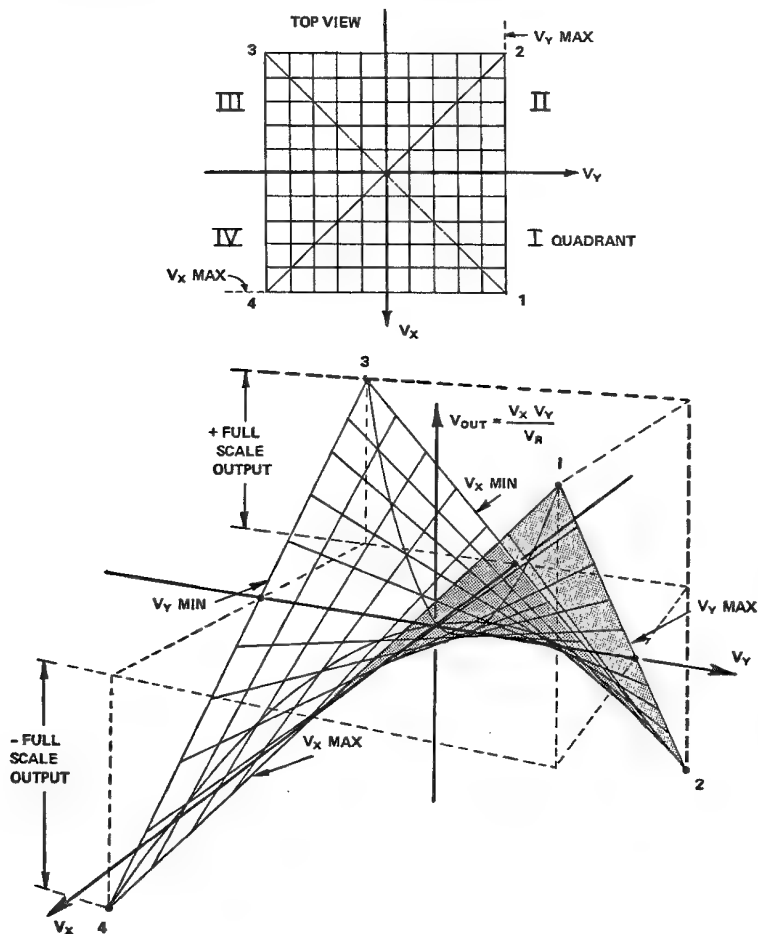 TOP VIEW
V_Y MAX
3
2
III
II
V_Y
IV
I QUADRANT
V_X MAX
4
1
V_X
3
+ FULL
SCALE
OUTPUT
V_OUT = V_X V_Y / V_R
1
V_X MIN
V_Y MIN
V_Y MAX
V_Y
– FULL
SCALE
OUTPUT
V_X MAX
2
V_X
4